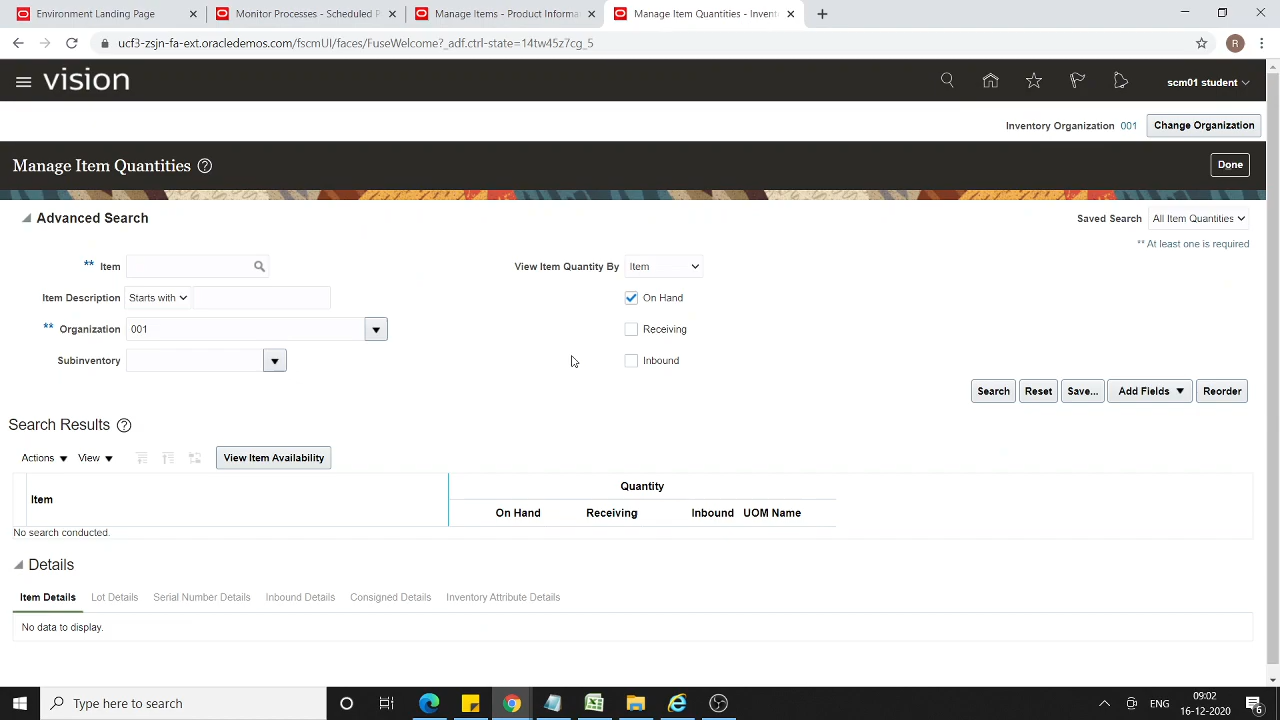 Environment Landing Page
Monitor Processes - Scheduled P
Manage Items - Product Informa
Manage Item Quantities - Invent
ucf3-zsjn-fa-ext.oracledemos.com/fscmUI/faces/FuseWelcome?_adf.ctrl-state=14tw45z7cg_5
R
vision
scm01 student
Inventory Organization 001 Change Organization
Manage Item Quantities ?
Done
Advanced Search
Saved Search All Item Quantities
** At least one is required
** Item
View Item Quantity By Item
Item Description Starts with
On Hand
** Organization 001
Receiving
Subinventory
Inbound
Search Reset Save... Add Fields Reorder
Search Results ?
Actions View View Item Availability
Quantity
Item
On Hand Receiving Inbound UOM Name
No search conducted.
Details
Item Details Lot Details Serial Number Details Inbound Details Consigned Details Inventory Attribute Details
No data to display.
Type here to search
ENG
09:02
16-12-2020
6